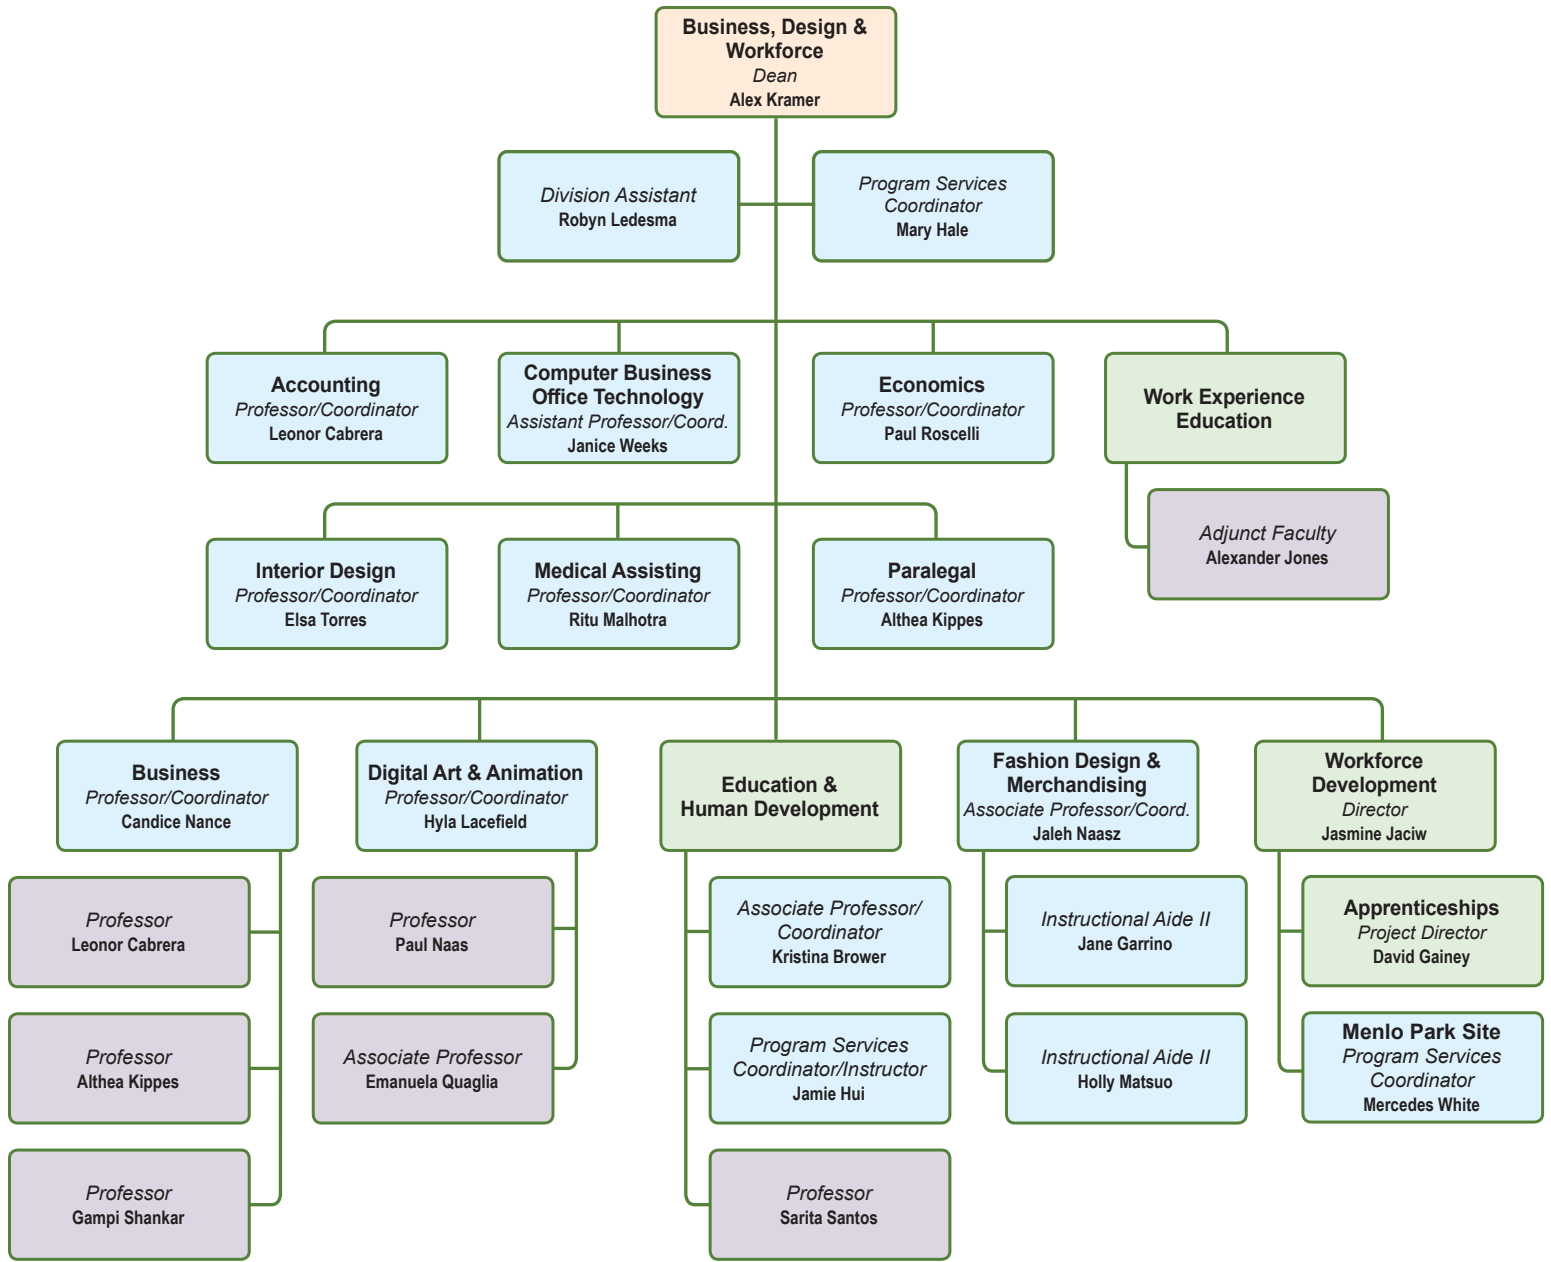 Business, Design &
Workforce
Dean
Alex Kramer
Division Assistant
Robyn Ledesma
Program Services
Coordinator
Mary Hale
Accounting
Professor/Coordinator
Leonor Cabrera
Computer Business
Office Technology
Assistant Professor/Coord.
Janice Weeks
Economics
Professor/Coordinator
Paul Roscelli
Work Experience
Education
Adjunct Faculty
Alexander Jones
Interior Design
Professor/Coordinator
Elsa Torres
Medical Assisting
Professor/Coordinator
Ritu Malhotra
Paralegal
Professor/Coordinator
Althea Kippes
Business
Professor/Coordinator
Candice Nance
Professor
Leonor Cabrera
Professor
Althea Kippes
Professor
Gampi Shankar
Digital Art & Animation
Professor/Coordinator
Hyla Lacefield
Professor
Paul Naas
Associate Professor
Emanuela Quaglia
Education &
Human Development
Associate Professor/
Coordinator
Kristina Brower
Program Services
Coordinator/Instructor
Jamie Hui
Professor
Sarita Santos
Fashion Design &
Merchandising
Associate Professor/Coord.
Jaleh Naasz
Instructional Aide II
Jane Garrino
Instructional Aide II
Holly Matsuo
Workforce
Development
Director
Jasmine Jaciw
Apprenticeships
Project Director
David Gainey
Menlo Park Site
Program Services
Coordinator
Mercedes White